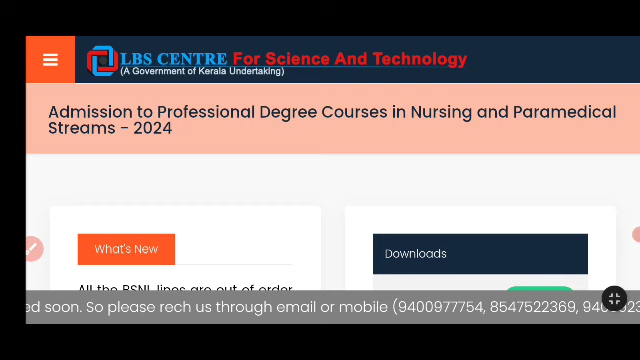 LBS CENTRE For Science And Technology
(A Government of Kerala Undertaking)
Admission to Professional Degree Courses in Nursing and Paramedical
Streams - 2024
What's New
Downloads
All the BSNL lines are out of order
ed soon. So please rech us through email or mobile (9400977754, 8547522369, 940